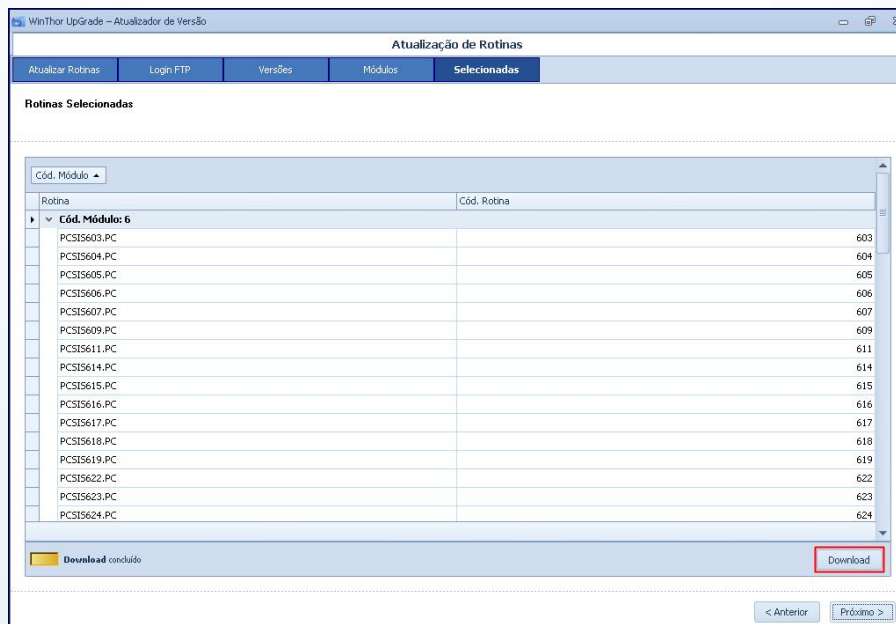 WinThor UpGrade – Atualizador de Versão
Atualização de Rotinas
Atualizar Rotinas Login FTP Versões Módulos Selecionadas
Rotinas Selecionadas
Cód. Módulo
Rotina Cód. Rotina
Cód. Módulo: 6
PCSIS603.PC 603
PCSIS604.PC 604
PCSIS605.PC 605
PCSIS606.PC 606
PCSIS607.PC 607
PCSIS609.PC 609
PCSIS611.PC 611
PCSIS614.PC 614
PCSIS615.PC 615
PCSIS616.PC 616
PCSIS617.PC 617
PCSIS618.PC 618
PCSIS619.PC 619
PCSIS622.PC 622
PCSIS623.PC 623
PCSIS624.PC 624
Download concluído Download
< Anterior Próximo >